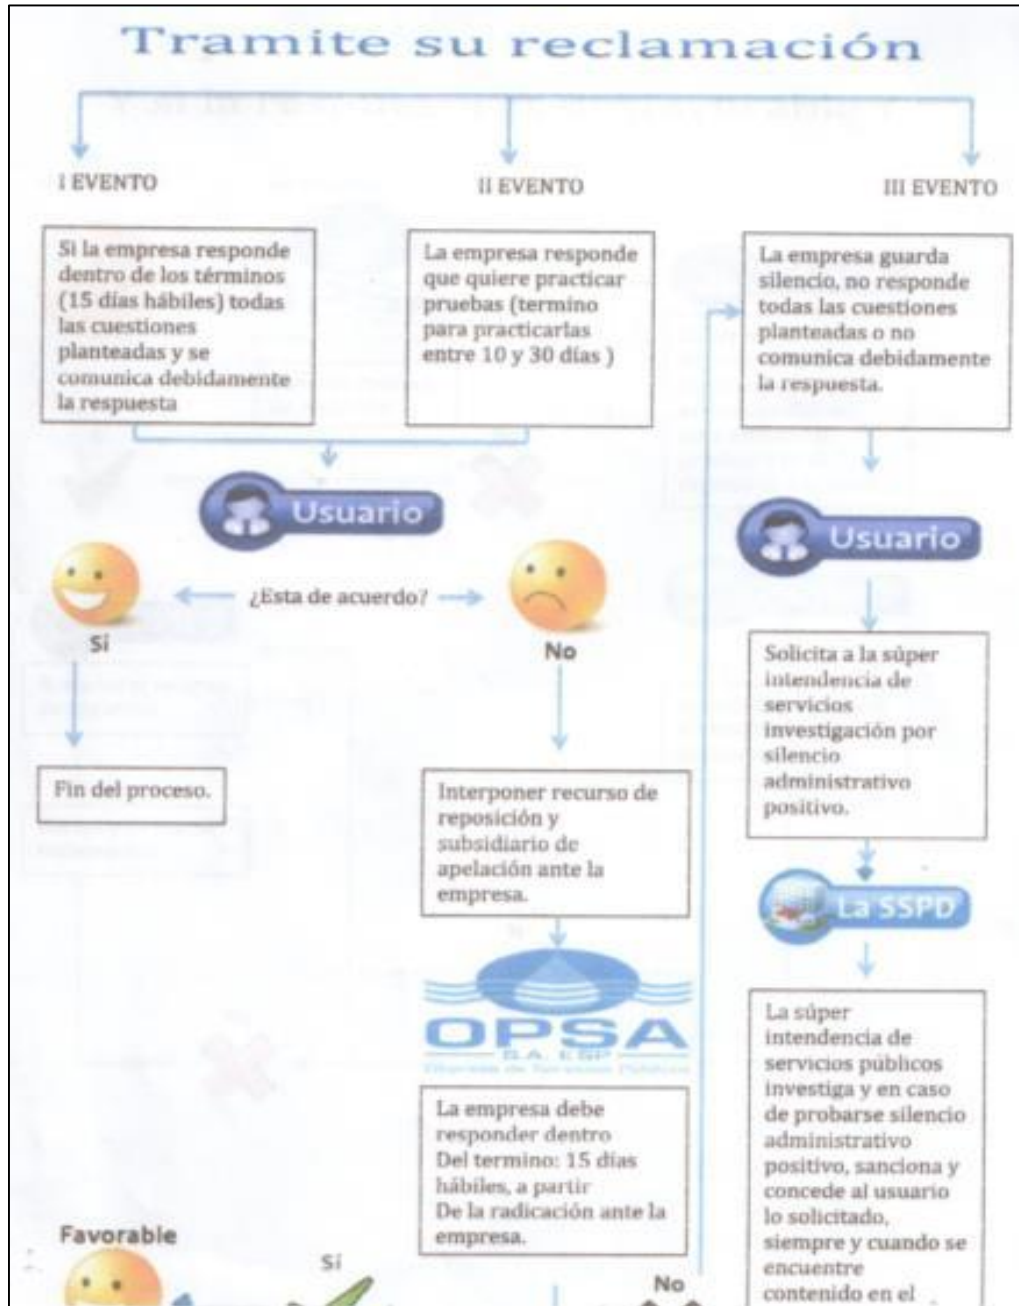 Tramite su reclamación
I EVENTO
II EVENTO
III EVENTO
Si la empresa responde
dentro de los términos
(15 días hábiles) todas
las cuestiones
planteadas y se
comunica debidamente
la respuesta
La empresa responde
que quiere practicar
pruebas (termino
para practicarlas
entre 10 y 30 días )
La empresa guarda
silencio, no responde
todas las cuestiones
planteadas o no
comunica debidamente
la respuesta.
Usuario
¿Esta de acuerdo?
Sí
No
Fin del proceso.
Interponer recurso de
reposición y
subsidiario de
apelación ante la
empresa.
OPSA
S.A. ESP
La empresa debe
responder dentro
Del termino: 15 días
hábiles, a partir
De la radicación ante la
empresa.
Favorable
Sí
No
Usuario
Solicita a la súper
intendencia de
servicios
investigación por
silencio
administrativo
positivo.
La SSPD
La súper
intendencia de
servicios públicos
investiga y en caso
de probarse silencio
administrativo
positivo, sanciona y
concede al usuario
lo solicitado,
siempre y cuando se
encuentre
contenido en el